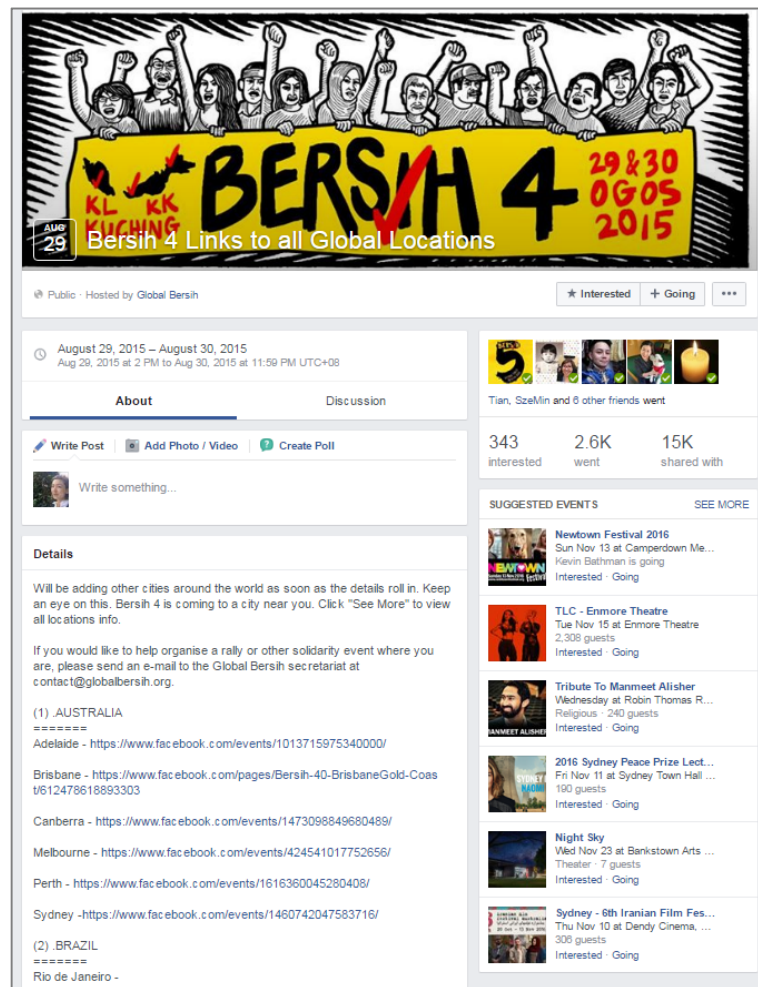 KL
KK
KUCHING
BERSIH 4
29 & 30
OGOS
2015
AUG
29
Bersih 4 Links to all Global Locations
Public · Hosted by Global Bersih
Interested
Going
August 29, 2015 – August 30, 2015
Aug 29, 2015 at 2 PM to Aug 30, 2015 at 11:59 PM UTC+08
About
Discussion
Write Post
Add Photo / Video
Create Poll
Write something...
Details
Will be adding other cities around the world as soon as the details roll in. Keep
an eye on this. Bersih 4 is coming to a city near you. Click "See More" to view
all locations info.
If you would like to help organise a rally or other solidarity event where you
are, please send an e-mail to the Global Bersih secretariat at
contact@globalbersih.org.
(1) .AUSTRALIA
=======
Adelaide - https://www.facebook.com/events/1013715975340000/
Brisbane - https://www.facebook.com/pages/Bersih-40-BrisbaneGold-Coas
t/612478618893303
Canberra - https://www.facebook.com/events/1473098849680489/
Melbourne - https://www.facebook.com/events/424541017752656/
Perth - https://www.facebook.com/events/1616360045280408/
Sydney -https://www.facebook.com/events/1460742047583716/
(2) .BRAZIL
=======
Rio de Janeiro -
5
Tian, SzeMin and 6 other friends went
343
interested
2.6K
went
15K
shared with
SUGGESTED EVENTS
SEE MORE
Newtown Festival 2016
Sun Nov 13 at Camperdown Me...
Kevin Bathman is going
Interested · Going
TLC - Enmore Theatre
Tue Nov 15 at Enmore Theatre
2,308 guests
Interested · Going
MANMEET ALISHER
Tribute To Manmeet Alisher
Wednesday at Robin Thomas R...
Religious · 240 guests
Interested · Going
2016 Sydney Peace Prize Lect...
Fri Nov 11 at Sydney Town Hall ...
190 guests
Interested · Going
Night Sky
Wed Nov 23 at Bankstown Arts ...
Theater · 7 guests
Interested · Going
Sydney - 6th Iranian Film Fes...
Thu Nov 10 at Dendy Cinema, ...
306 guests
Interested · Going